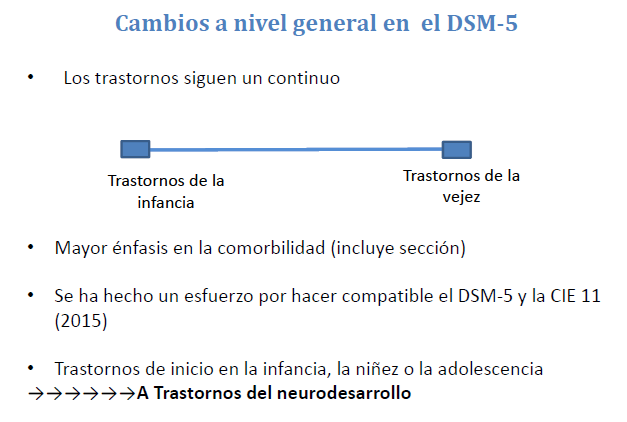 Cambios a nivel general en el DSM-5
• Los trastornos siguen un continuo
Trastornos de la
infancia
Trastornos de la
vejez
• Mayor énfasis en la comorbilidad (incluye sección)
• Se ha hecho un esfuerzo por hacer compatible el DSM-5 y la CIE 11
(2015)
• Trastornos de inicio en la infancia, la niñez o la adolescencia
→→→→→→A Trastornos del neurodesarrollo